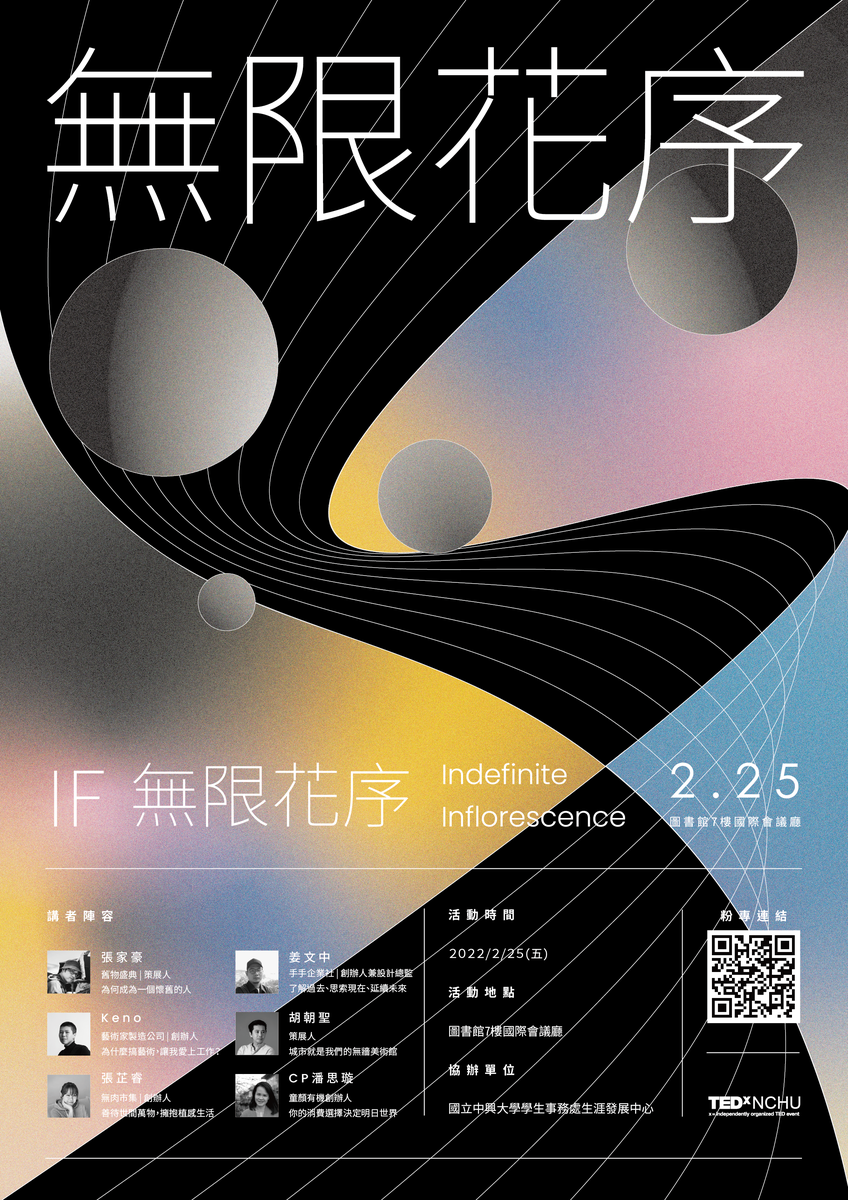 無限花序
IF 無限花序
Indefinite
Inflorescence
2.25
圖書館7樓國際會議廳
講者陣容
張家豪
舊物盛典|策展人
為何成為一個懷舊的人
Keno
藝術家製造公司|創辦人
為什麼搞藝術,讓我愛上工作?
張芷睿
無肉市集|創辦人
善待世間萬物,擁抱植感生活
姜文中
手手企業社|創辦人兼設計總監
了解過去、思索現在、延續未來
胡朝聖
策展人
城市就是我們的無牆美術館
CP潘思璇
童顏有機創辦人
你的消費選擇決定明日世界
活動時間
2022/2/25(五)
活動地點
圖書館7樓國際會議廳
協辦單位
國立中興大學學生事務處生涯發展中心
粉專連結
TEDxNCHU
x = independently organized TED event